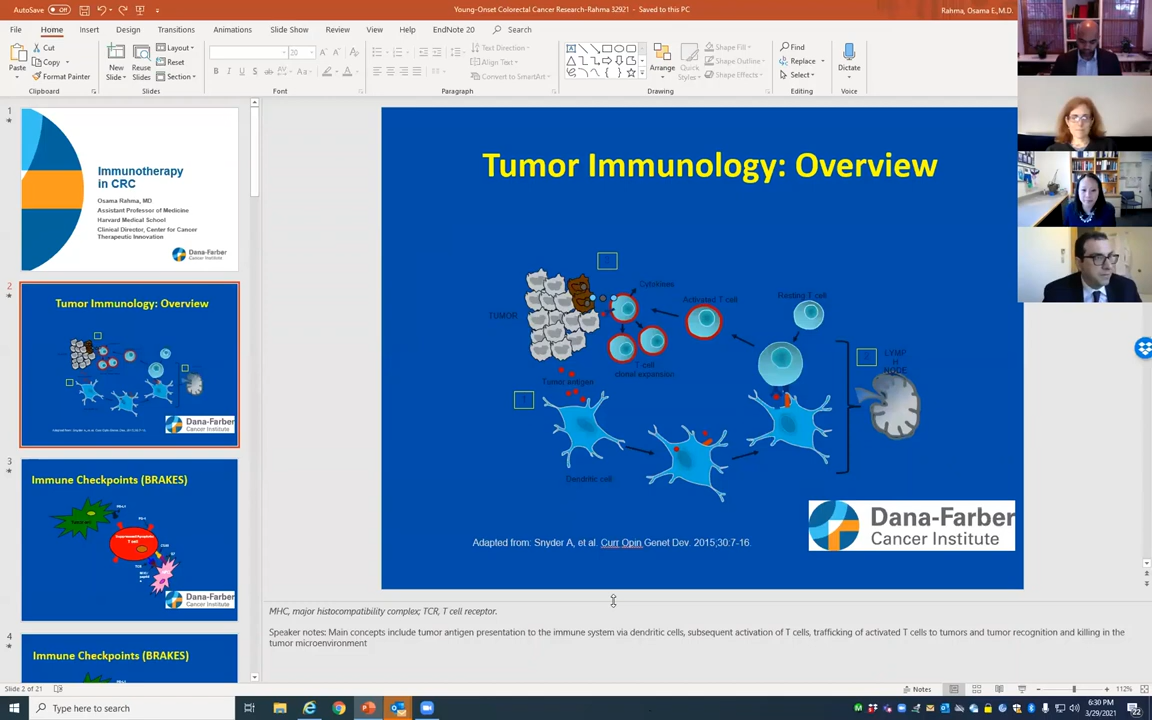 AutoSave Off
Young-Onset Colorectal Cancer Research-Rahma 32921 - Saved to this PC
Rahma, Osama E.,M.D.
File Home Insert Design Transitions Animations Slide Show Review View Help EndNote 20 Search
Paste
Cut
Copy
Format Painter
Clipboard
New
Slide
Reuse
Slides
Layout
Reset
Section
Slides
20
Font
Text Direction
Align Text
Convert to SmartArt
Paragraph
Arrange
Quick
Styles
Shape Fill
Shape Outline
Shape Effects
Drawing
Find
Replace
Select
Editing
Dictate
Voice
1
Immunotherapy
in CRC
Osama Rahma, MD
Assistant Professor of Medicine
Harvard Medical School
Clinical Director, Center for Cancer
Therapeutic Innovation
Dana-Farber
Cancer Institute
2
Tumor Immunology: Overview
Dana-Farber
Cancer Institute
3
Immune Checkpoints (BRAKES)
Dana-Farber
Cancer Institute
4
Immune Checkpoints (BRAKES)
Tumor Immunology: Overview
Cytokines
Activated T cell
Resting T cell
TUMOR
T-cell
clonal expansion
LYMP
H
NODE
Tumor antigen
Dendritic cell
Dana-Farber
Cancer Institute
Adapted from: Snyder A, et al. Curr Opin Genet Dev. 2015;30:7-16.
MHC, major histocompatibility complex; TCR, T cell receptor.
Speaker notes: Main concepts include tumor antigen presentation to the immune system via dendritic cells, subsequent activation of T cells, trafficking of activated T cells to tumors and tumor recognition and killing in the
tumor microenvironment
Slide 2 of 21
Notes
112%
Type here to search
6:30 PM
3/29/2021
22